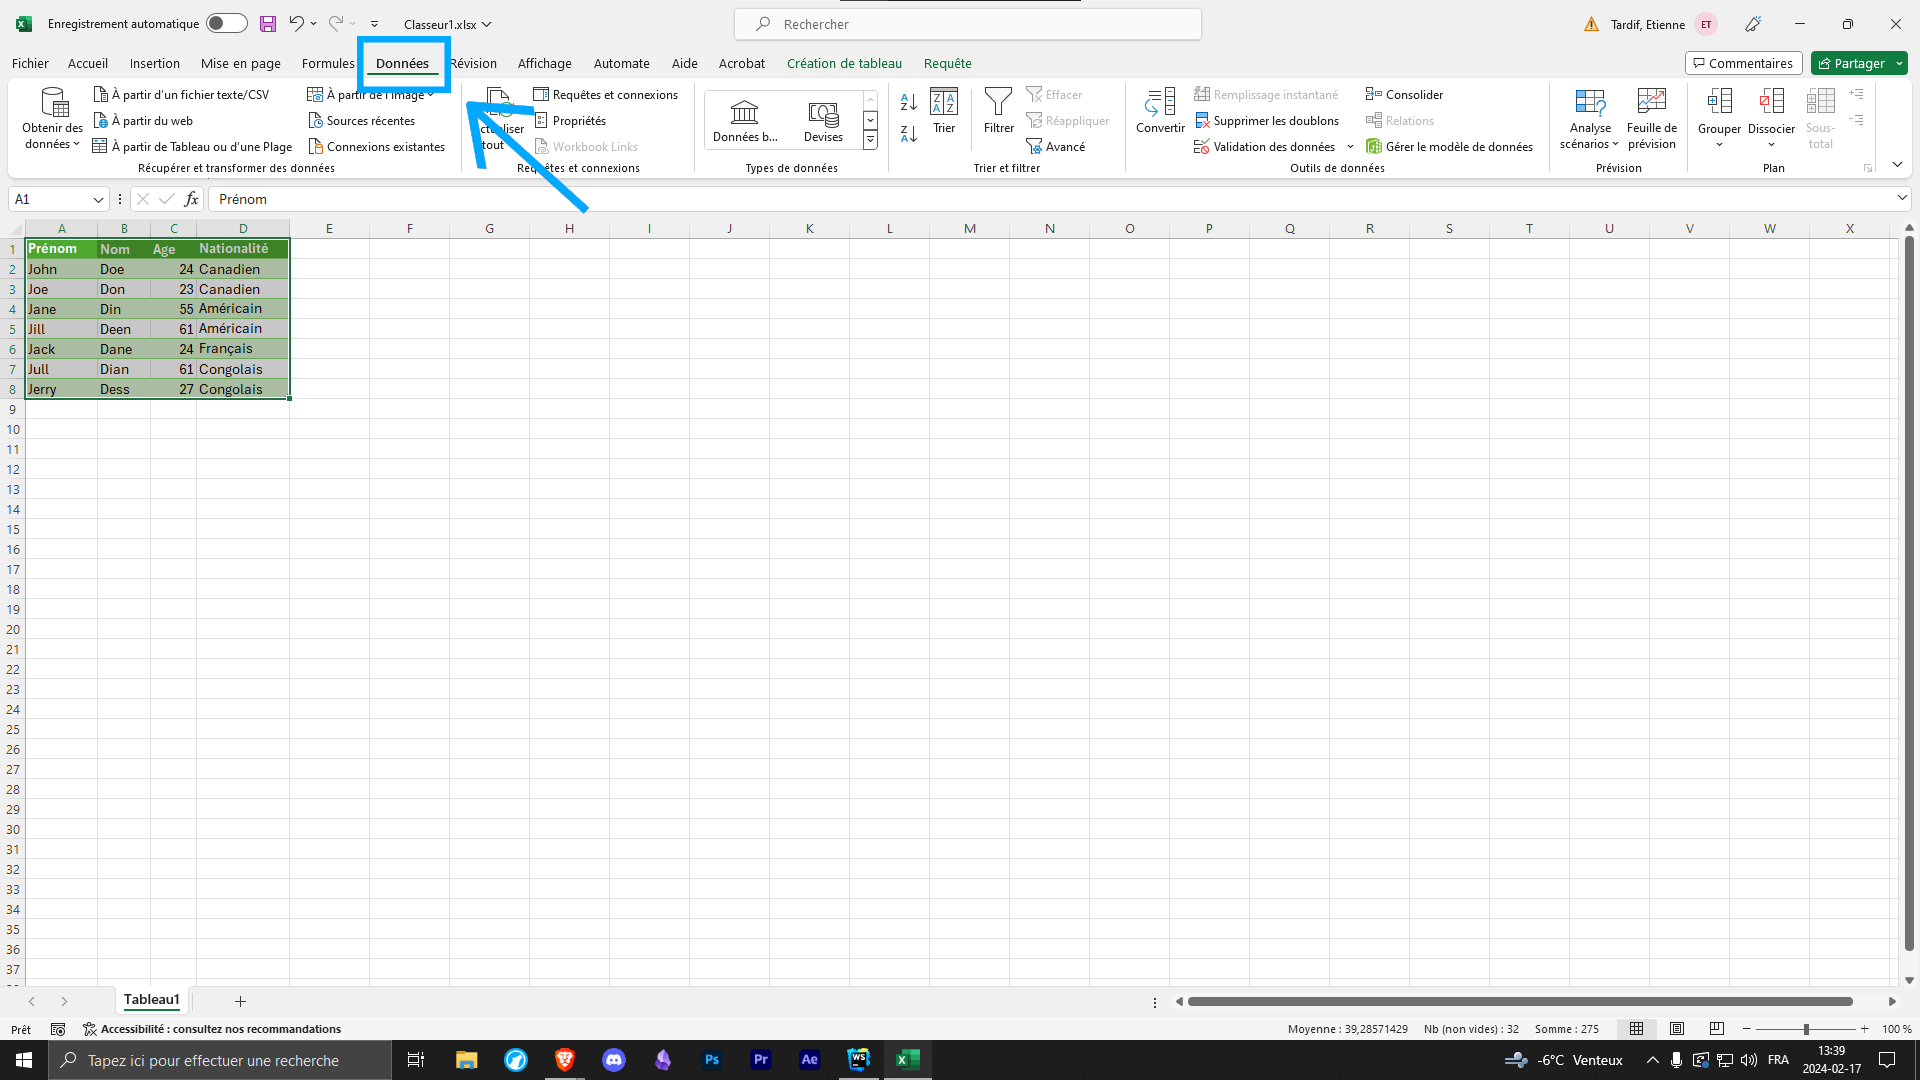 Enregistrement automatique
Classeur1.xlsx
Rechercher
Tardif, Etienne
ET
Fichier Accueil Insertion Mise en page Formules Données Révision Affichage Automate Aide Acrobat Création de tableau Requête
Commentaires
Partager
Obtenir des
données
À partir d'un fichier texte/CSV
À partir du web
À partir de Tableau ou d'une Plage
À partir de l'image
Sources récentes
Connexions existantes
Récupérer et transformer des données
tout
Requêtes et connexions
Propriétés
Workbook Links
Requêtes et connexions
Données b...
Devises
Types de données
A
Z
Z
A
Trier
Filtrer
Effacer
Réappliquer
Avancé
Trier et filtrer
Convertir
Remplissage instantané
Supprimer les doublons
Validation des données
Consolider
Relations
Gérer le modèle de données
Outils de données
Analyse
scénarios
Feuille de
prévision
Prévision
Grouper
Dissocier
Sous-
total
Plan
A1
fx
Prénom
A B C D E F G H I J K L M N O P Q R S T U V W X
1 Prénom Nom Age Nationalité
2 John Doe 24 Canadien
3 Joe Don 23 Canadien
4 Jane Din 55 Américain
5 Jill Deen 61 Américain
6 Jack Dane 24 Français
7 Jull Dian 61 Congolais
8 Jerry Dess 27 Congolais
9
10
11
12
13
14
15
16
17
18
19
20
21
22
23
24
25
26
27
28
29
30
31
32
33
34
35
36
37
Tableau1
Prêt
Accessibilité : consultez nos recommandations
Moyenne : 39,28571429 Nb (non vides) : 32 Somme : 275
100 %
Tapez ici pour effectuer une recherche
Ps
Pr
Ae
WS
-6°C Venteux
FRA
13:39
2024-02-17